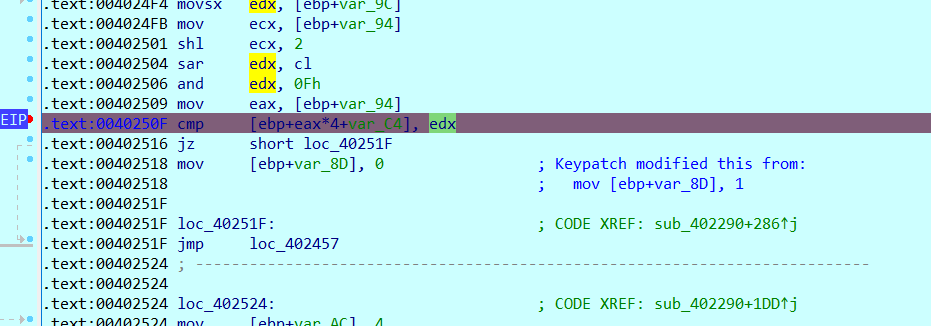 .text:004024F4 movsx   edx, [ebp+var_9C]
.text:004024FB mov     ecx, [ebp+var_94]
.text:00402501 shl     ecx, 2
.text:00402504 sar     edx, cl
.text:00402506 and     edx, 0Fh
.text:00402509 mov     eax, [ebp+var_94]
EIP .text:0040250F cmp     [ebp+eax*4+var_C4], edx
.text:00402516 jz      short loc_40251F
.text:00402518 mov     [ebp+var_8D], 0                 ; Keypatch modified this from:
.text:00402518                                         ;   mov [ebp+var_8D], 1
.text:0040251F
.text:0040251F loc_40251F:                             ; CODE XREF: sub_402290+286↑j
.text:0040251F jmp     loc_402457
.text:00402524 ; ---------------------------------------------------------------------------
.text:00402524
.text:00402524 loc_402524:                             ; CODE XREF: sub_402290+1DD↑j
.text:00402524 mov     [ebp+var_AC], 4